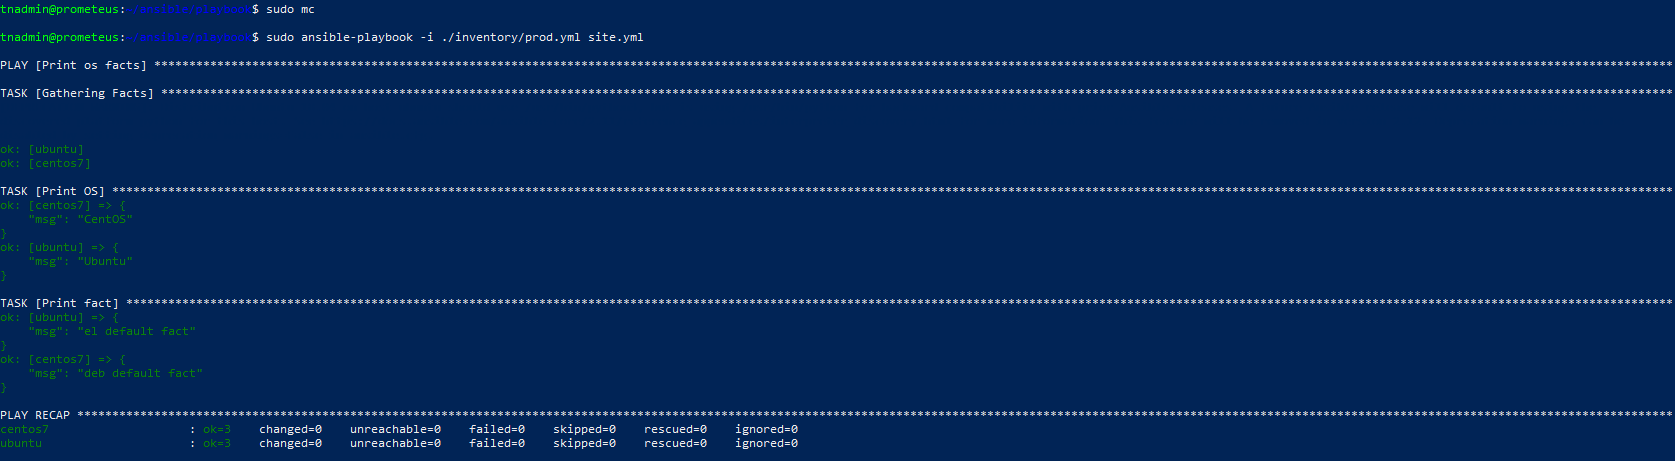 tnadmin@prometeus:~/ansible/playbook$ sudo mc
tnadmin@prometeus:~/ansible/playbook$ sudo ansible-playbook -i ./inventory/prod.yml site.yml
PLAY [Print os facts] ****************************************************************************************************************************************************************************************************************************
TASK [Gathering Facts] ***************************************************************************************************************************************************************************************************************************
ok: [ubuntu]
ok: [centos7]
TASK [Print OS] **********************************************************************************************************************************************************************************************************************************
ok: [centos7] => {
    "msg": "CentOS"
}
ok: [ubuntu] => {
    "msg": "Ubuntu"
}
TASK [Print fact] ********************************************************************************************************************************************************************************************************************************
ok: [ubuntu] => {
    "msg": "el default fact"
}
ok: [centos7] => {
    "msg": "deb default fact"
}
PLAY RECAP ***************************************************************************************************************************************************************************************************************************************
centos7                    : ok=3    changed=0    unreachable=0    failed=0    skipped=0    rescued=0    ignored=0
ubuntu                     : ok=3    changed=0    unreachable=0    failed=0    skipped=0    rescued=0    ignored=0